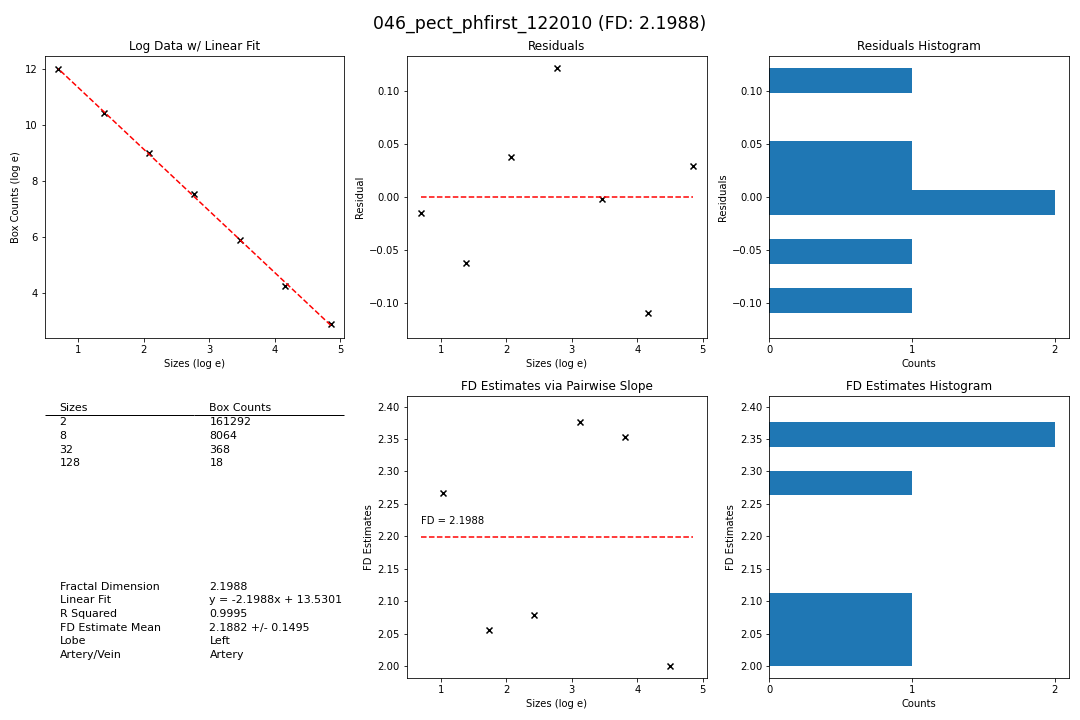 046_pect_phfirst_122010 (FD: 2.1988)
Log Data w/ Linear Fit
Box Counts (log e)
12
10
8
6
4
1
2
3
4
5
Sizes (log e)
Residuals
Residual
0.10
0.05
0.00
−0.05
−0.10
1
2
3
4
5
Sizes (log e)
Residuals Histogram
Residuals
0.10
0.05
0.00
−0.05
−0.10
0
1
2
Counts
Sizes Box Counts
2 161292
8 8064
32 368
128 18
Fractal Dimension 2.1988
Linear Fit y = -2.1988x + 13.5301
R Squared 0.9995
FD Estimate Mean 2.1882 +/- 0.1495
Lobe Left
Artery/Vein Artery
FD Estimates via Pairwise Slope
FD Estimates
2.40
2.35
2.30
2.25
2.20
2.15
2.10
2.05
2.00
FD = 2.1988
1
2
3
4
5
Sizes (log e)
FD Estimates Histogram
FD Estimates
2.40
2.35
2.30
2.25
2.20
2.15
2.10
2.05
2.00
0
1
2
Counts